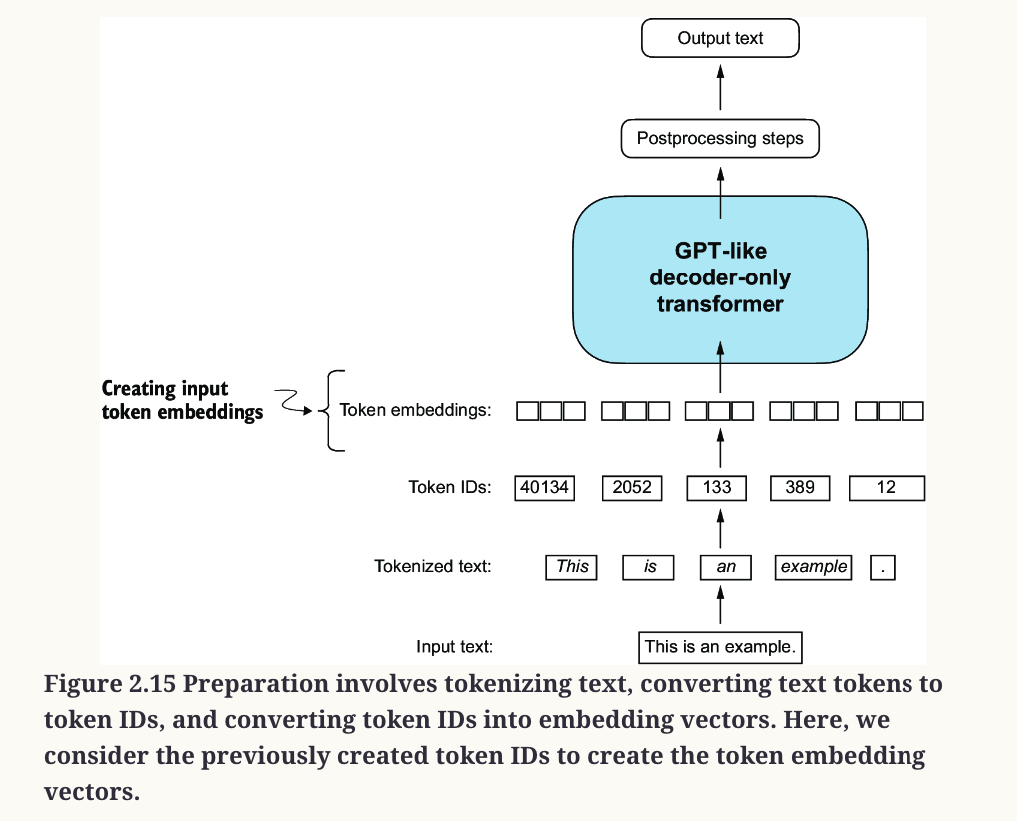 Output text
Postprocessing steps
GPT-like
decoder-only
transformer
Creating input
token embeddings
Token embeddings:
Token IDs: 40134 2052 133 389 12
Tokenized text: This is an example .
Input text: This is an example.
Figure 2.15 Preparation involves tokenizing text, converting text tokens to
token IDs, and converting token IDs into embedding vectors. Here, we
consider the previously created token IDs to create the token embedding
vectors.